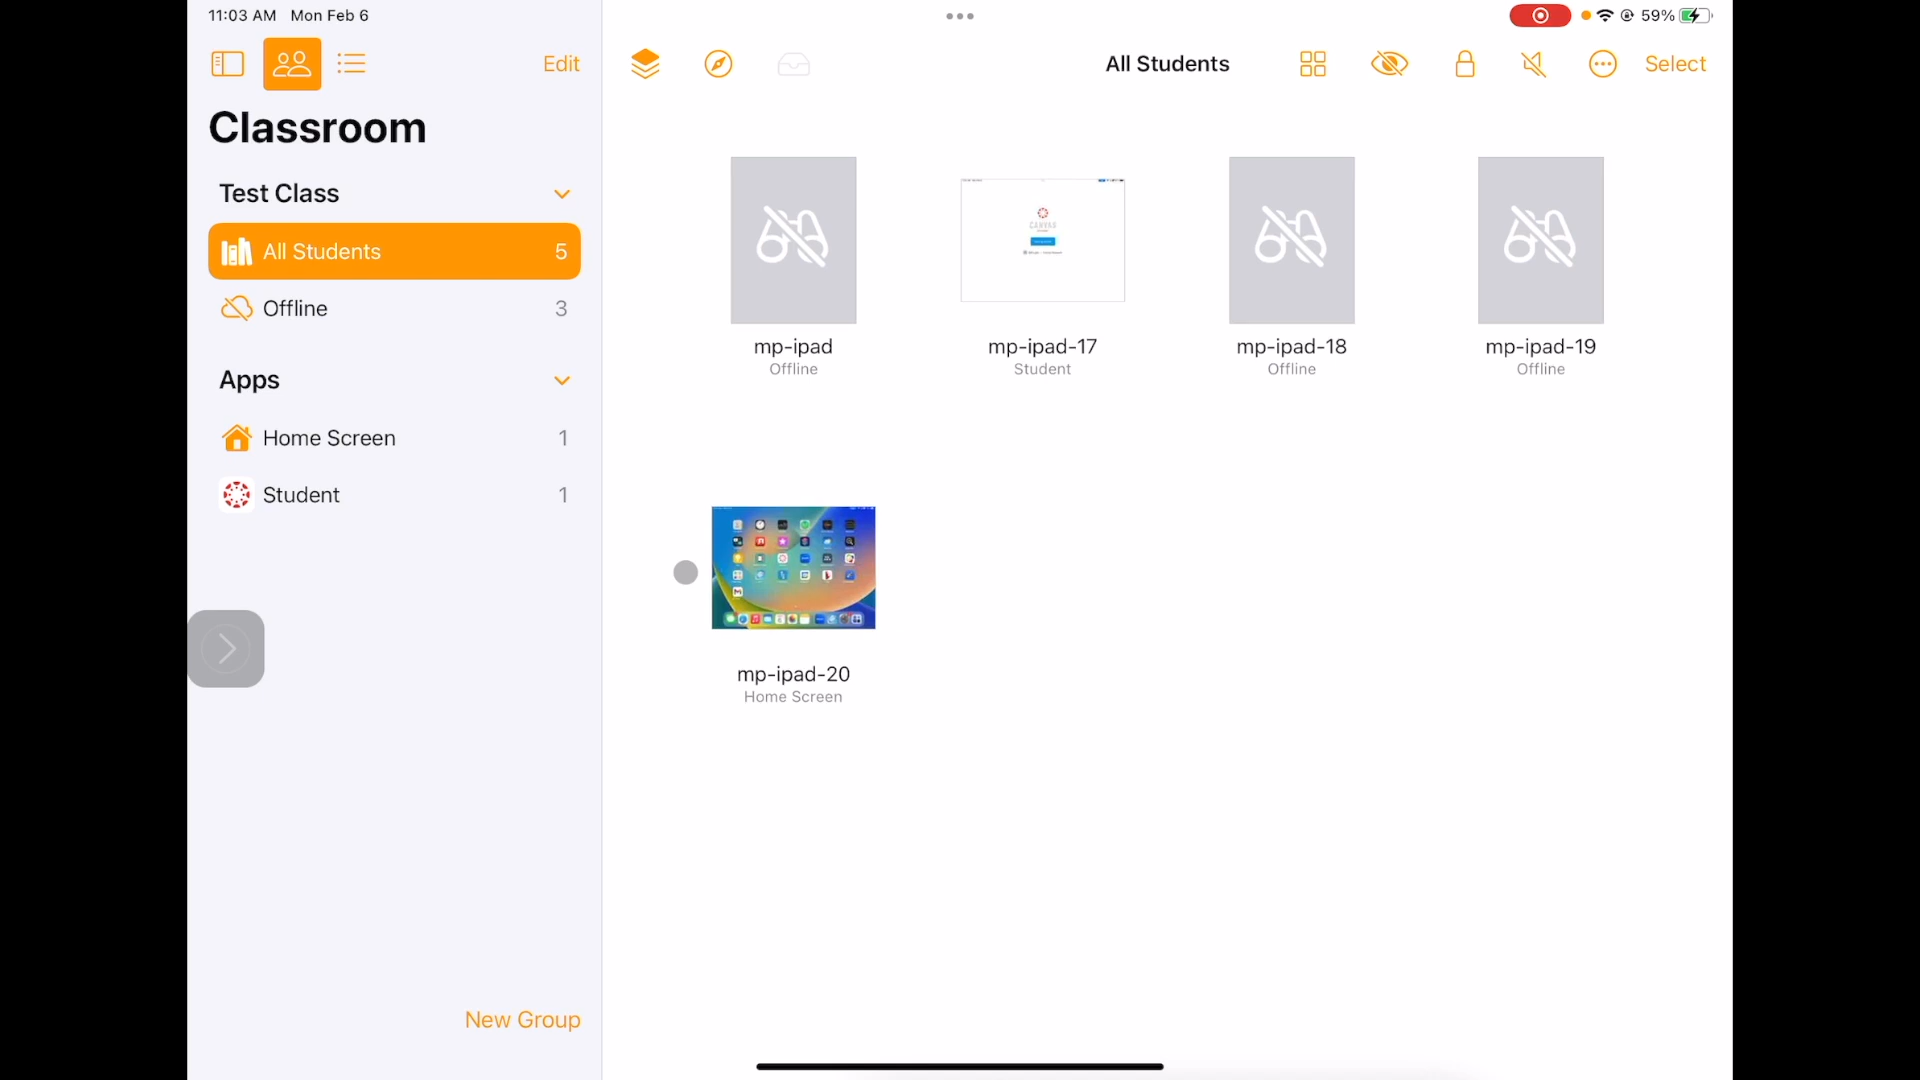 11:03 AM Mon Feb 6
59%
Edit
All Students
Select
Classroom
Test Class
All Students 5
Offline 3
Apps
Home Screen 1
Student 1
New Group
CANVAS
mp-ipad
Offline
mp-ipad-17
Student
mp-ipad-18
Offline
mp-ipad-19
Offline
mp-ipad-20
Home Screen